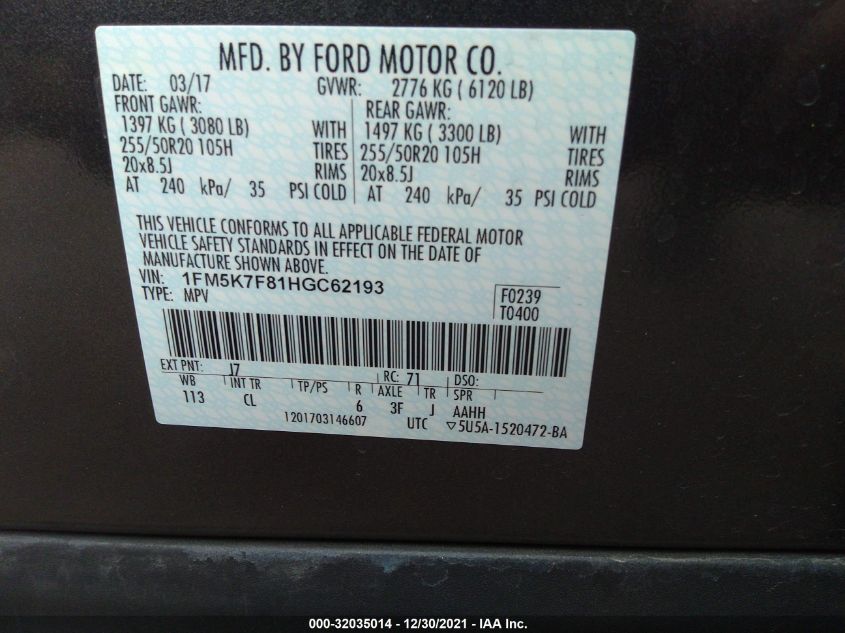 MFD. BY FORD MOTOR CO.
DATE: 03/17 GVWR: 2776 KG ( 6120 LB)
FRONT GAWR: REAR GAWR:
1397 KG ( 3080 LB) WITH 1497 KG ( 3300 LB) WITH
255/50R20 105H TIRES 255/50R20 105H TIRES
20x8.5J RIMS 20x8.5J RIMS
AT 240 kPa/ 35 PSI COLD AT 240 kPa/ 35 PSI COLD
THIS VEHICLE CONFORMS TO ALL APPLICABLE FEDERAL MOTOR
VEHICLE SAFETY STANDARDS IN EFFECT ON THE DATE OF
MANUFACTURE SHOWN ABOVE.
VIN: 1FM5K7F81HGC62193
TYPE: MPV
F0239
T0400
EXT PNT: J7 RC: 71 DSO:
WB INT TR TP/PS R AXLE TR SPR
113 CL 6 3F J AAHH
1201703146607 UTC ▽5U5A-1520472-BA
000-32035014 - 12/30/2021 - IAA Inc.